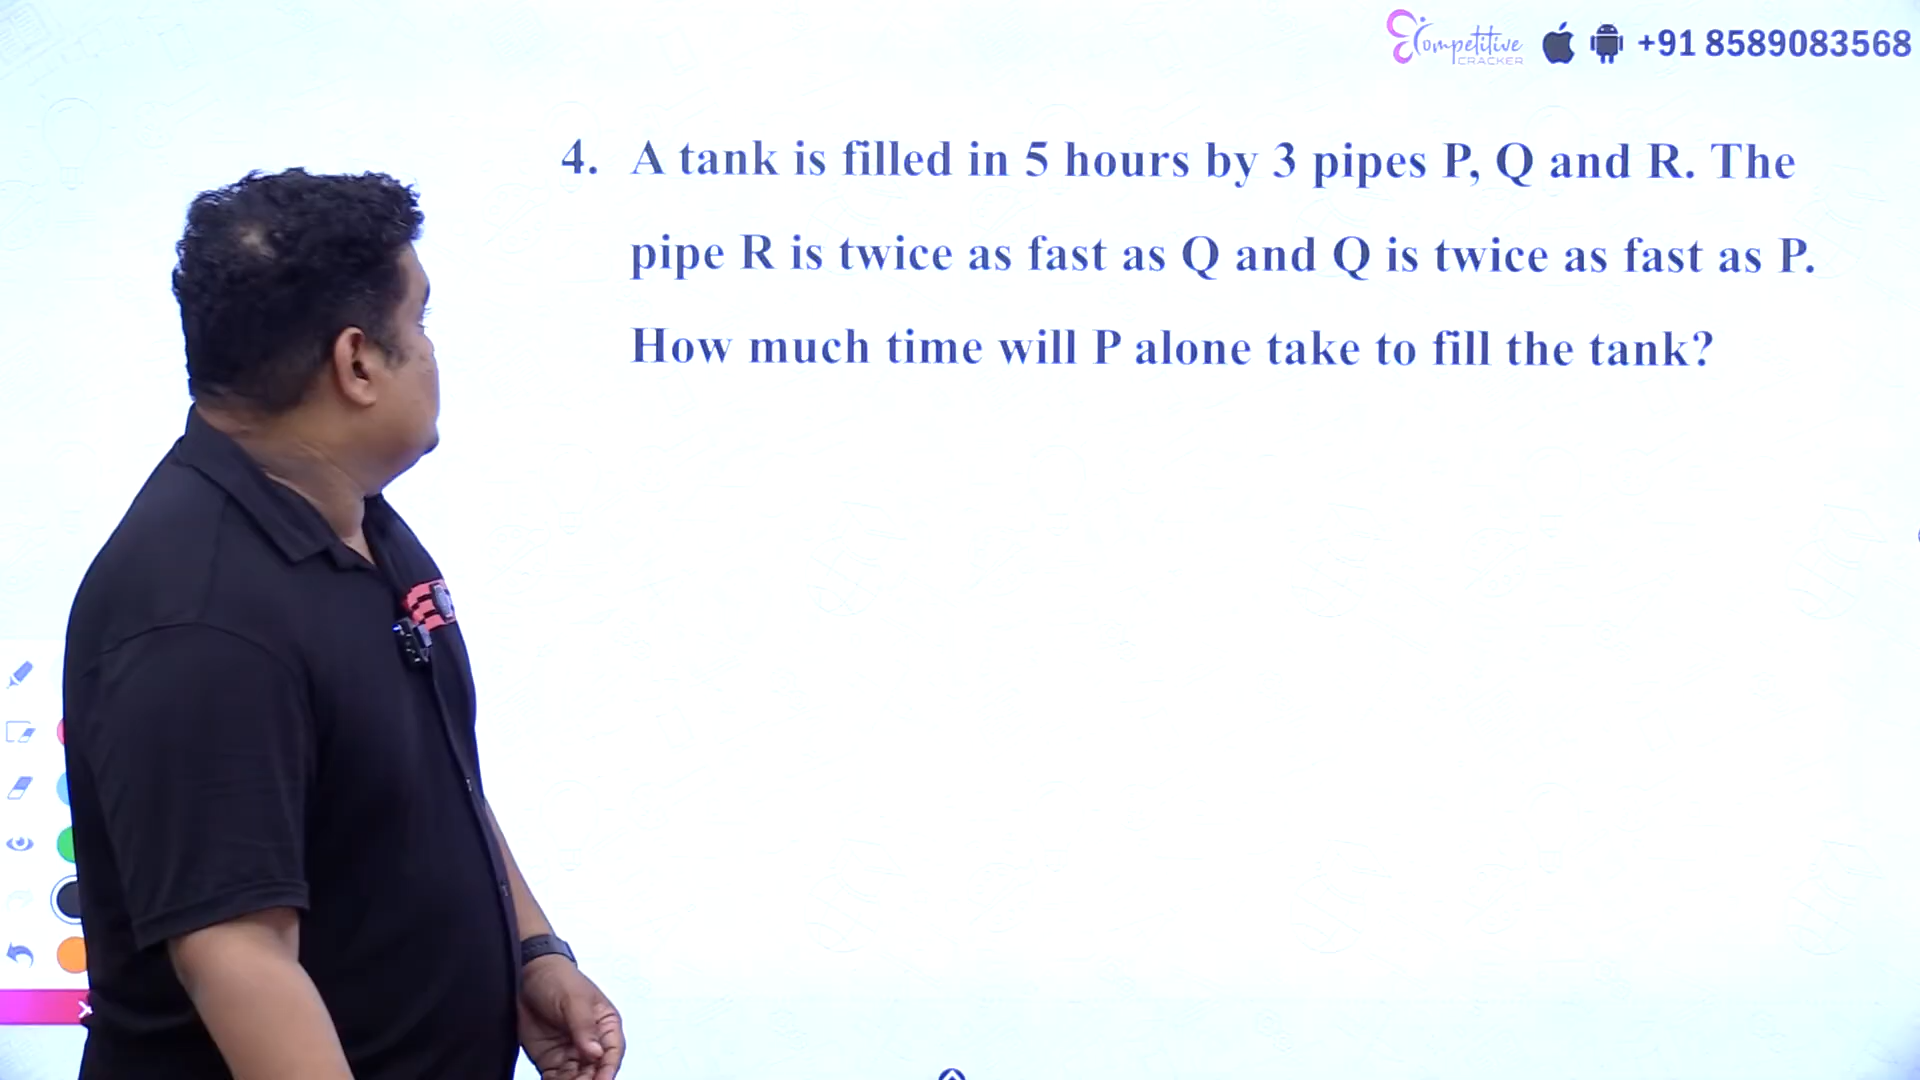 Competitive
CRACKER
+91 8589083568
4. A tank is filled in 5 hours by 3 pipes P, Q and R. The
pipe R is twice as fast as Q and Q is twice as fast as P.
How much time will P alone take to fill the tank?